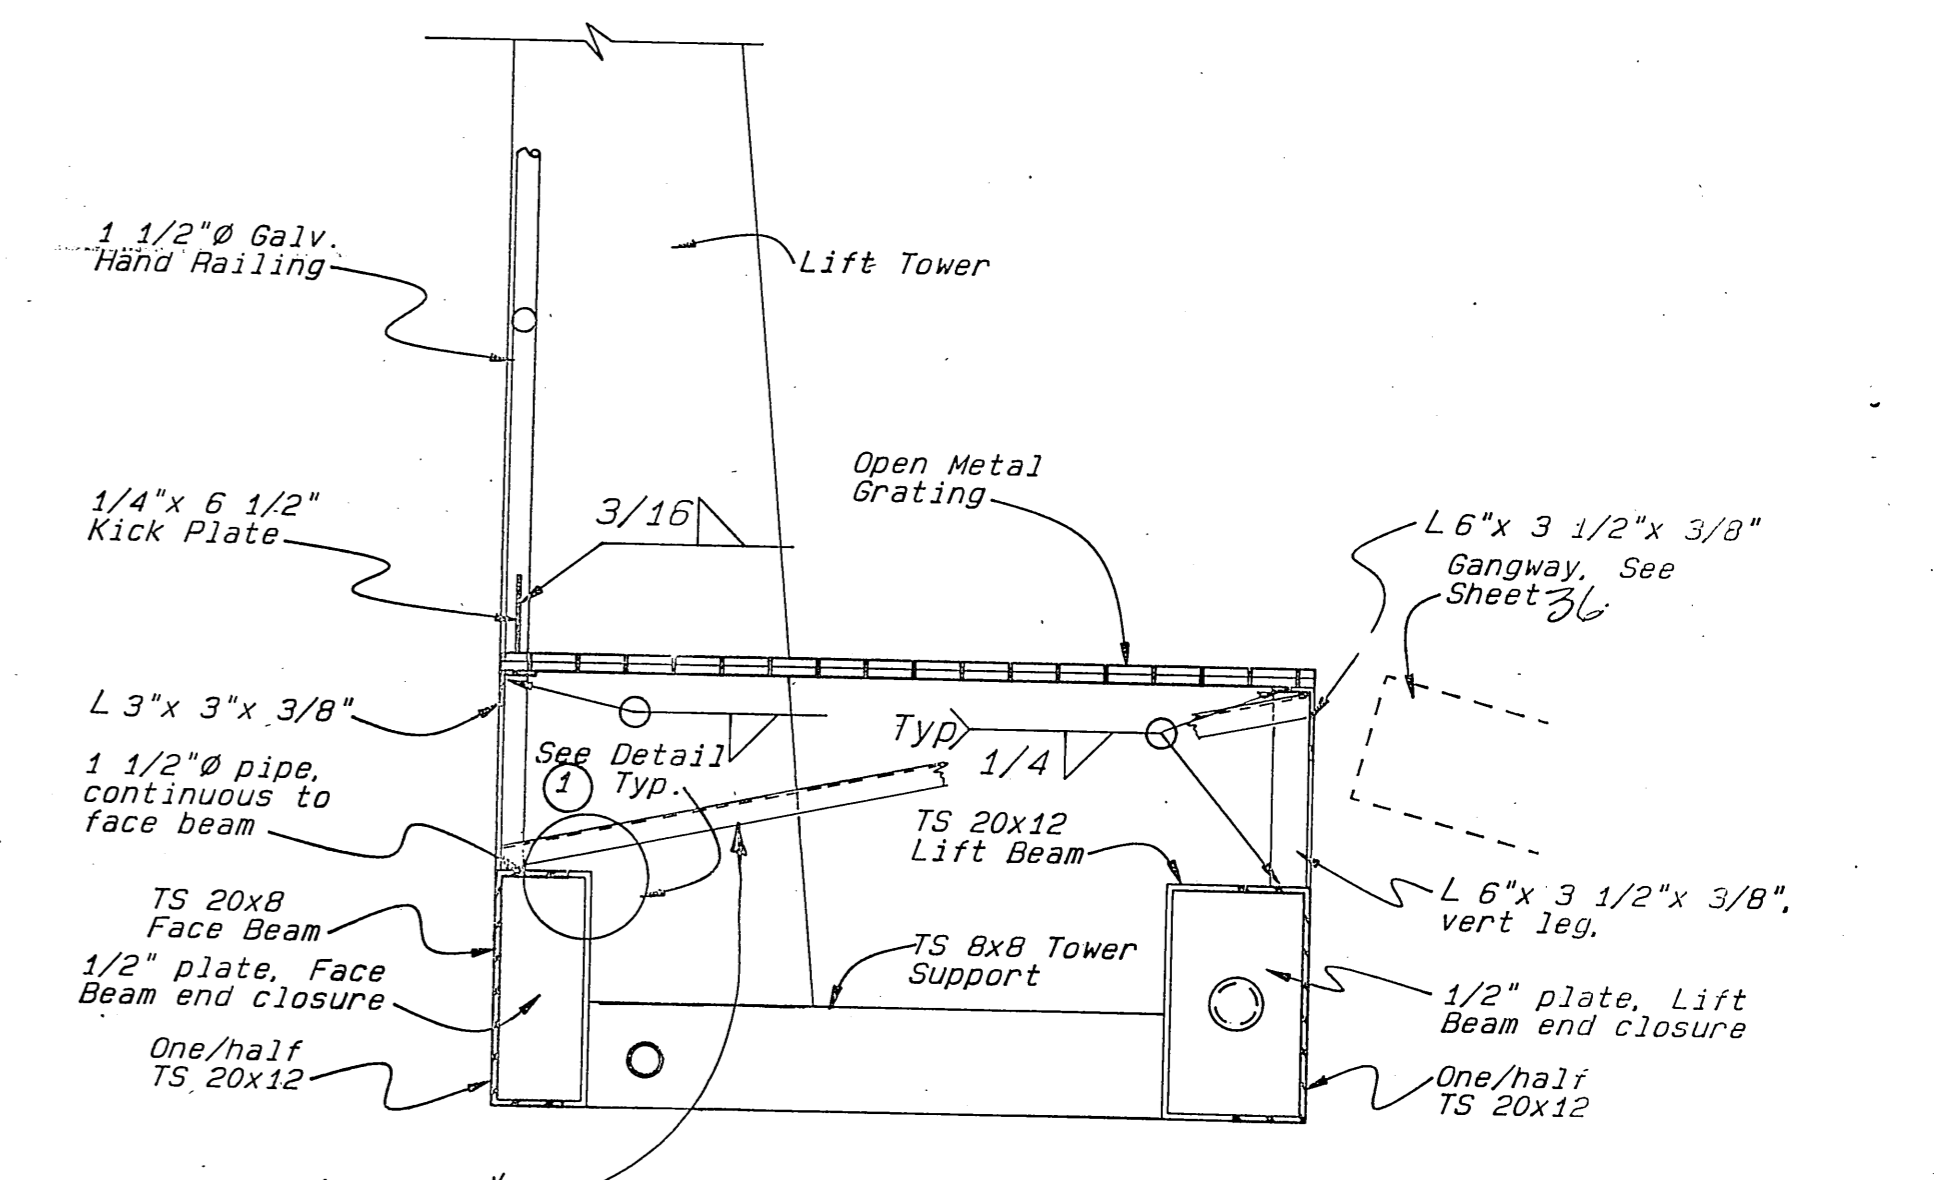 1 1/2"Ø Galv.
Hand Railing
Lift Tower
Open Metal
Grating
1/4"x 6 1/2"
Kick Plate
3/16
L 6"x 3 1/2"x 3/8"
Gangway, See
Sheet 36
L 3"x 3"x 3/8"
Typ
1/4
See Detail
1 Typ.
1 1/2"Ø pipe,
continuous to
face beam
TS 20x12
Lift Beam
TS 20x8
Face Beam
L 6"x 3 1/2"x 3/8",
vert leg.
TS 8x8 Tower
Support
1/2" plate, Face
Beam end closure
1/2" plate, Lift
Beam end closure
One/half
TS 20x12
One/half
TS 20x12